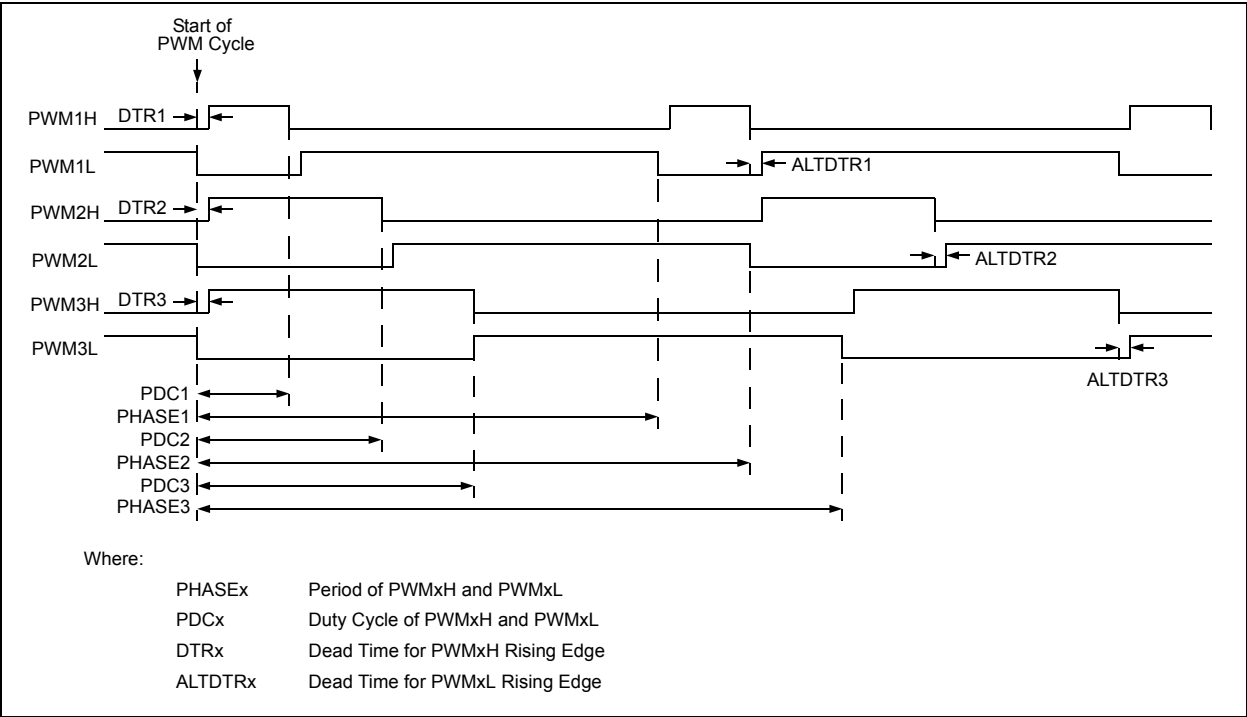 Start of
PWM Cycle
PWM1H
DTR1
PWM1L
ALTDTR1
PWM2H
DTR2
PWM2L
ALTDTR2
PWM3H
DTR3
PWM3L
ALTDTR3
PDC1
PHASE1
PDC2
PHASE2
PDC3
PHASE3
Where:
PHASEx Period of PWMxH and PWMxL
PDCx Duty Cycle of PWMxH and PWMxL
DTRx Dead Time for PWMxH Rising Edge
ALTDTRx Dead Time for PWMxL Rising Edge